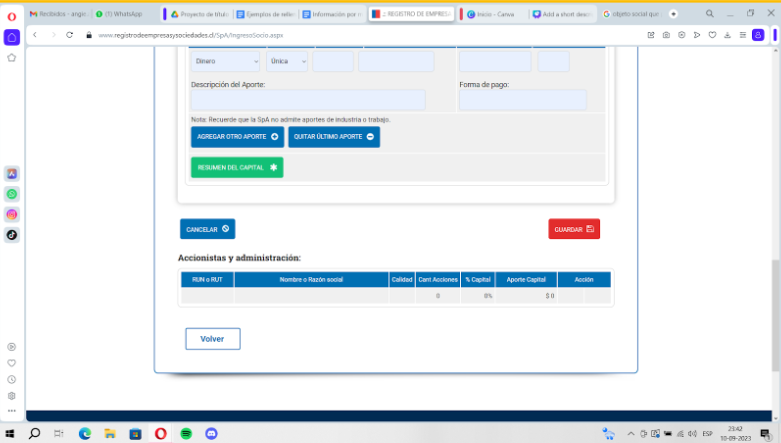 Recibidos - angie
(1) WhatsApp
Proyecto de título
Ejemplos de relle
Información por r
.: REGISTRO DE EMPRESA
Inicio - Canva
Add a short descr
objeto social que
www.registrodeempresasysociedades.cl/SpA/IngresoSocio.aspx
Dinero Única
Descripción del Aporte: Forma de pago:
Nota: Recuerde que la SpA no admite aportes de industria o trabajo.
AGREGAR OTRO APORTE QUITAR ÚLTIMO APORTE
RESUMEN DEL CAPITAL
CANCELAR GUARDAR
Accionistas y administración:
RUN o RUT Nombre o Razón social Calidad Cant Acciones % Capital Aporte Capital Acción
0 0% $ 0
Volver
ESP 23:42
10-09-2023